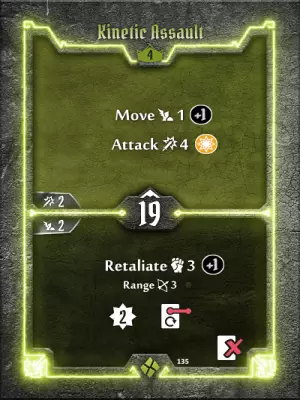 Kinetic Assault
4
Move 1 +1
Attack 4
2
19
2
Retaliate 3 +1
Range 3
2
135